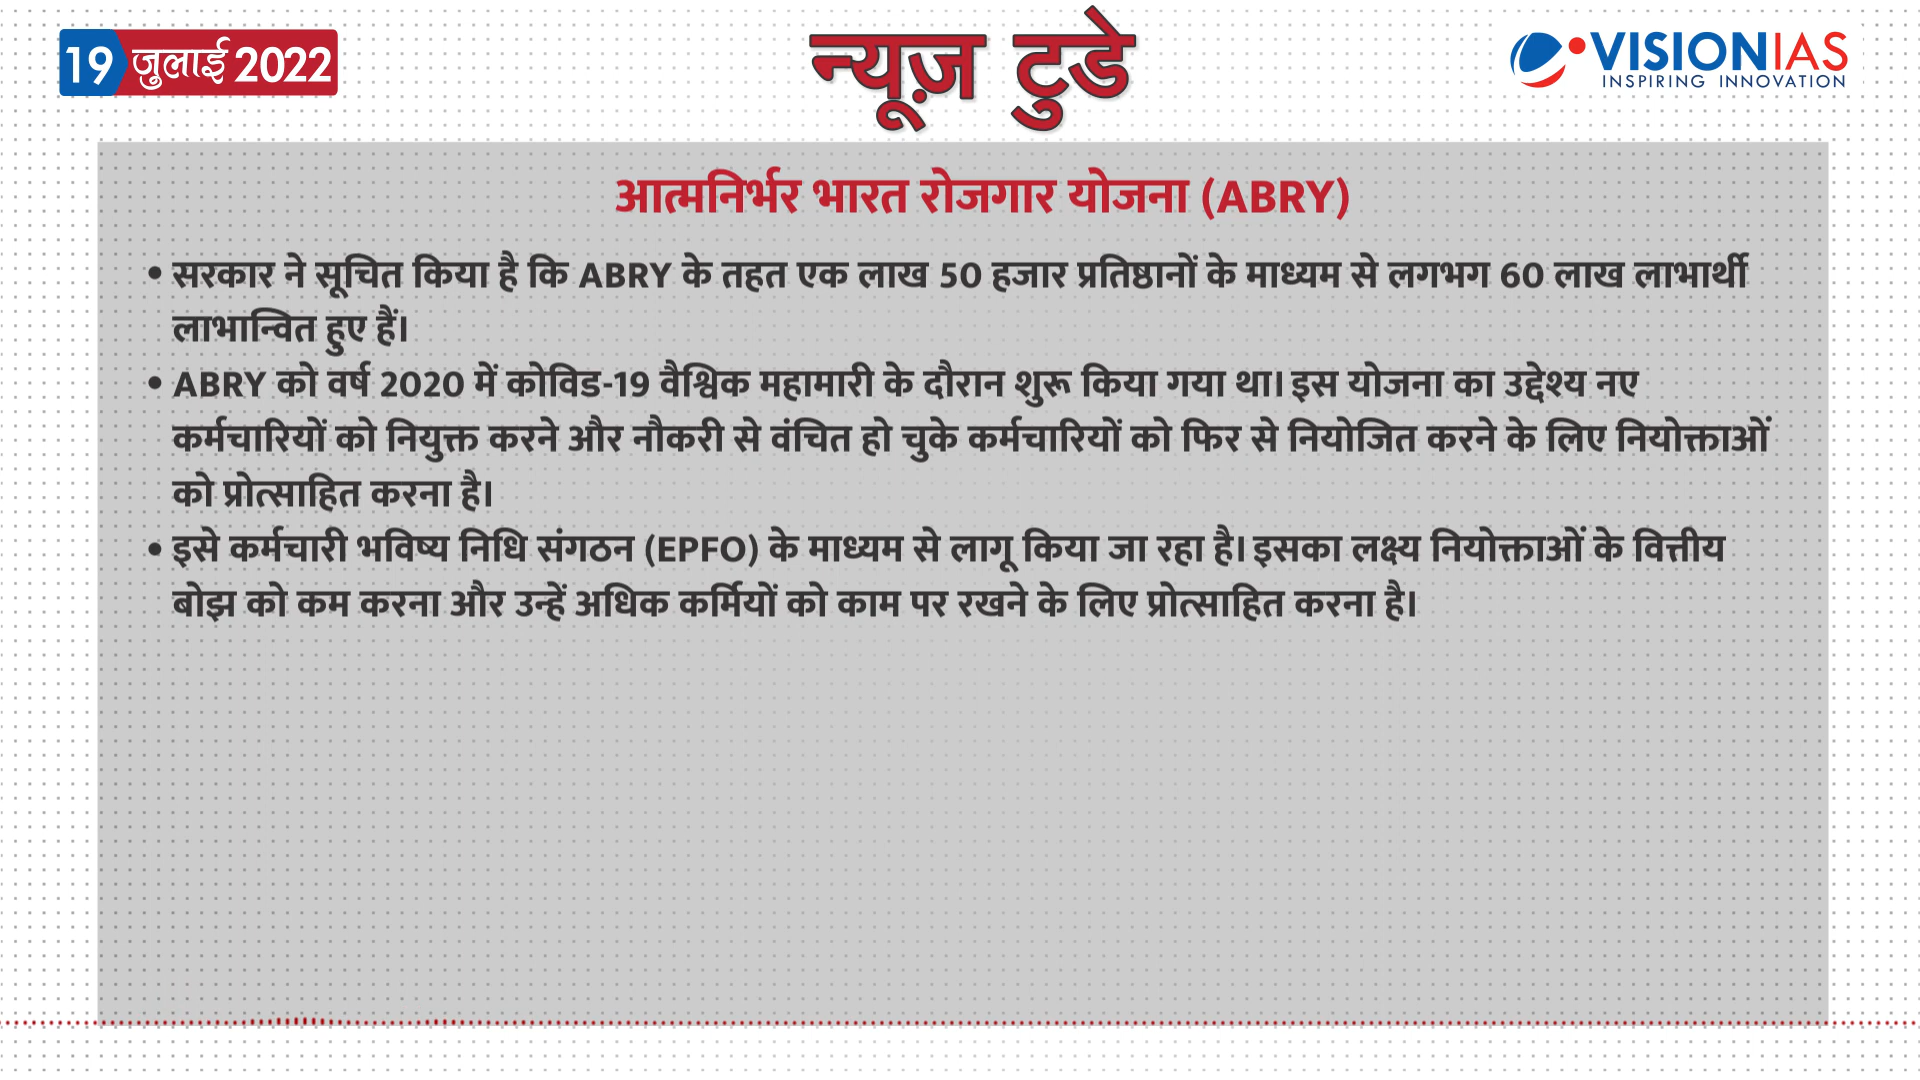 19 जुलाई 2022
न्यूज़ टुडे
VISIONIAS
INSPIRING INNOVATION
आत्मनिर्भर भारत रोजगार योजना (ABRY)
• सरकार ने सूचित किया है कि ABRY के तहत एक लाख 50 हजार प्रतिष्ठानों के माध्यम से लगभग 60 लाख लाभार्थी
लाभान्वित हुए हैं।
• ABRY को वर्ष 2020 में कोविड-19 वैश्विक महामारी के दौरान शुरू किया गया था। इस योजना का उद्देश्य नए
कर्मचारियों को नियुक्त करने और नौकरी से वंचित हो चुके कर्मचारियों को फिर से नियोजित करने के लिए नियोक्ताओं
को प्रोत्साहित करना है।
• इसे कर्मचारी भविष्य निधि संगठन (EPFO) के माध्यम से लागू किया जा रहा है। इसका लक्ष्य नियोक्ताओं के वित्तीय
बोझ को कम करना और उन्हें अधिक कर्मियों को काम पर रखने के लिए प्रोत्साहित करना है।